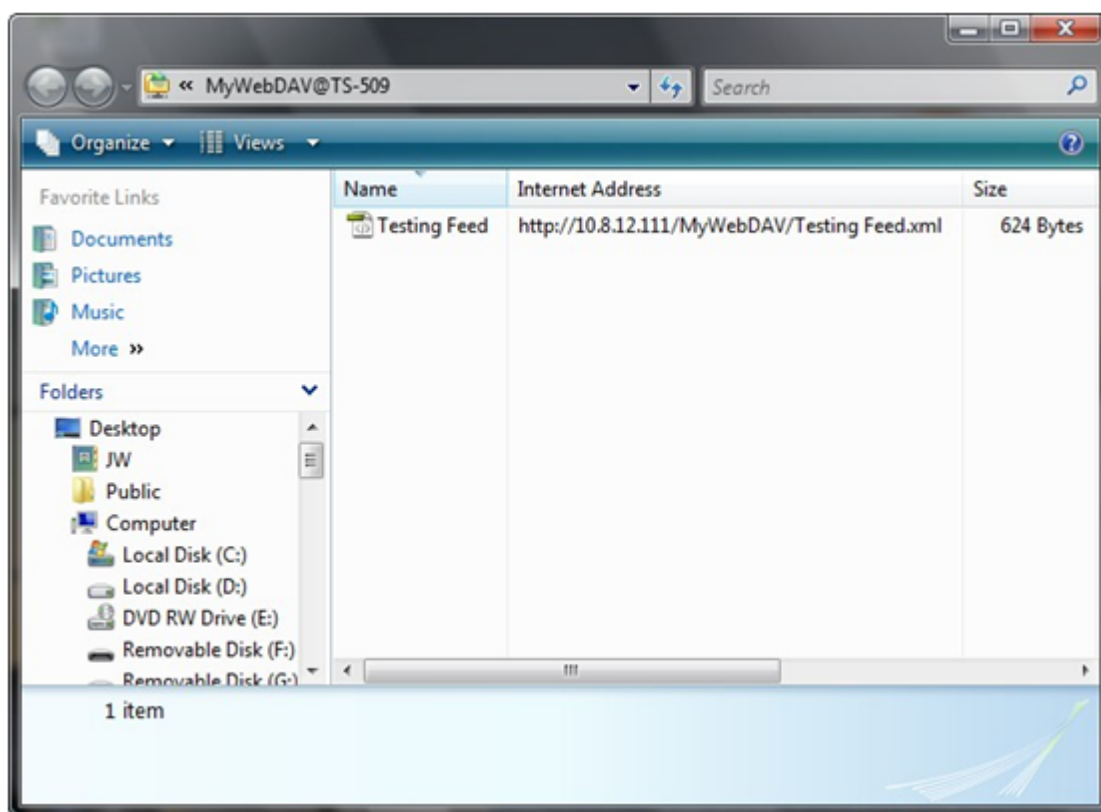 « MyWebDAV@TS-509
Search
Organize
Views
Favorite Links
Documents
Pictures
Music
More »
Folders
Desktop
JW
Public
Computer
Local Disk (C:)
Local Disk (D:)
DVD RW Drive (E:)
Removable Disk (F:)
Removable Disk (G:)
Name Internet Address Size
Testing Feed http://10.8.12.111/MyWebDAV/Testing Feed.xml 624 Bytes
1 item